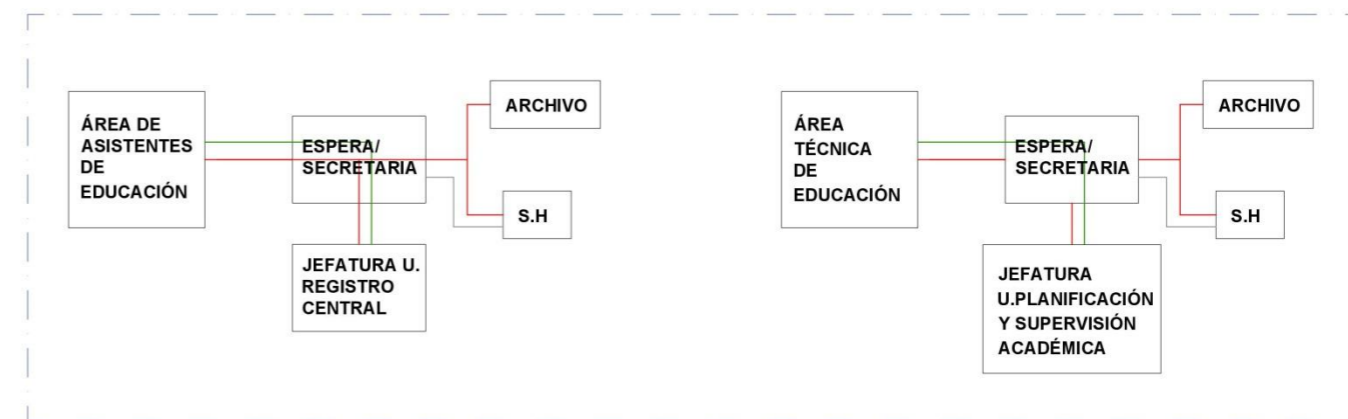 ÁREA DE
ASISTENTES
DE
EDUCACIÓN
ESPERA/
SECRETARIA
ARCHIVO
S.H
JEFATURA U.
REGISTRO
CENTRAL
ÁREA
TÉCNICA
DE
EDUCACIÓN
ESPERA/
SECRETARIA
ARCHIVO
S.H
JEFATURA
U.PLANIFICACIÓN
Y SUPERVISIÓN
ACADÉMICA